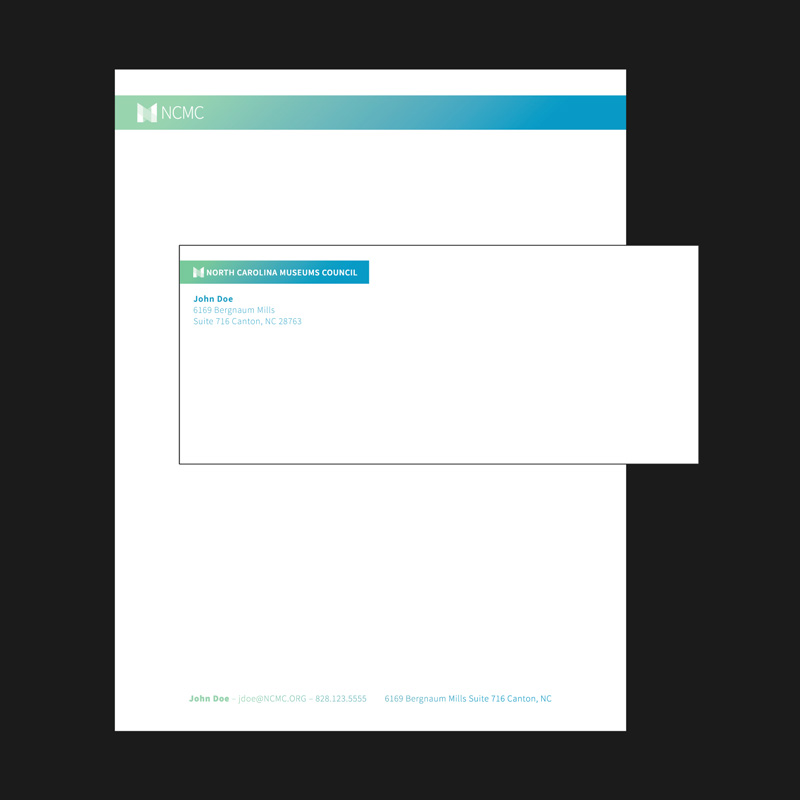 NCMC
NORTH CAROLINA MUSEUMS COUNCIL
John Doe
6169 Bergnaum Mills
Suite 716 Canton, NC 28763
John Doe – jdoe@NCMC.ORG – 828.123.5555 6169 Bergnaum Mills Suite 716 Canton, NC